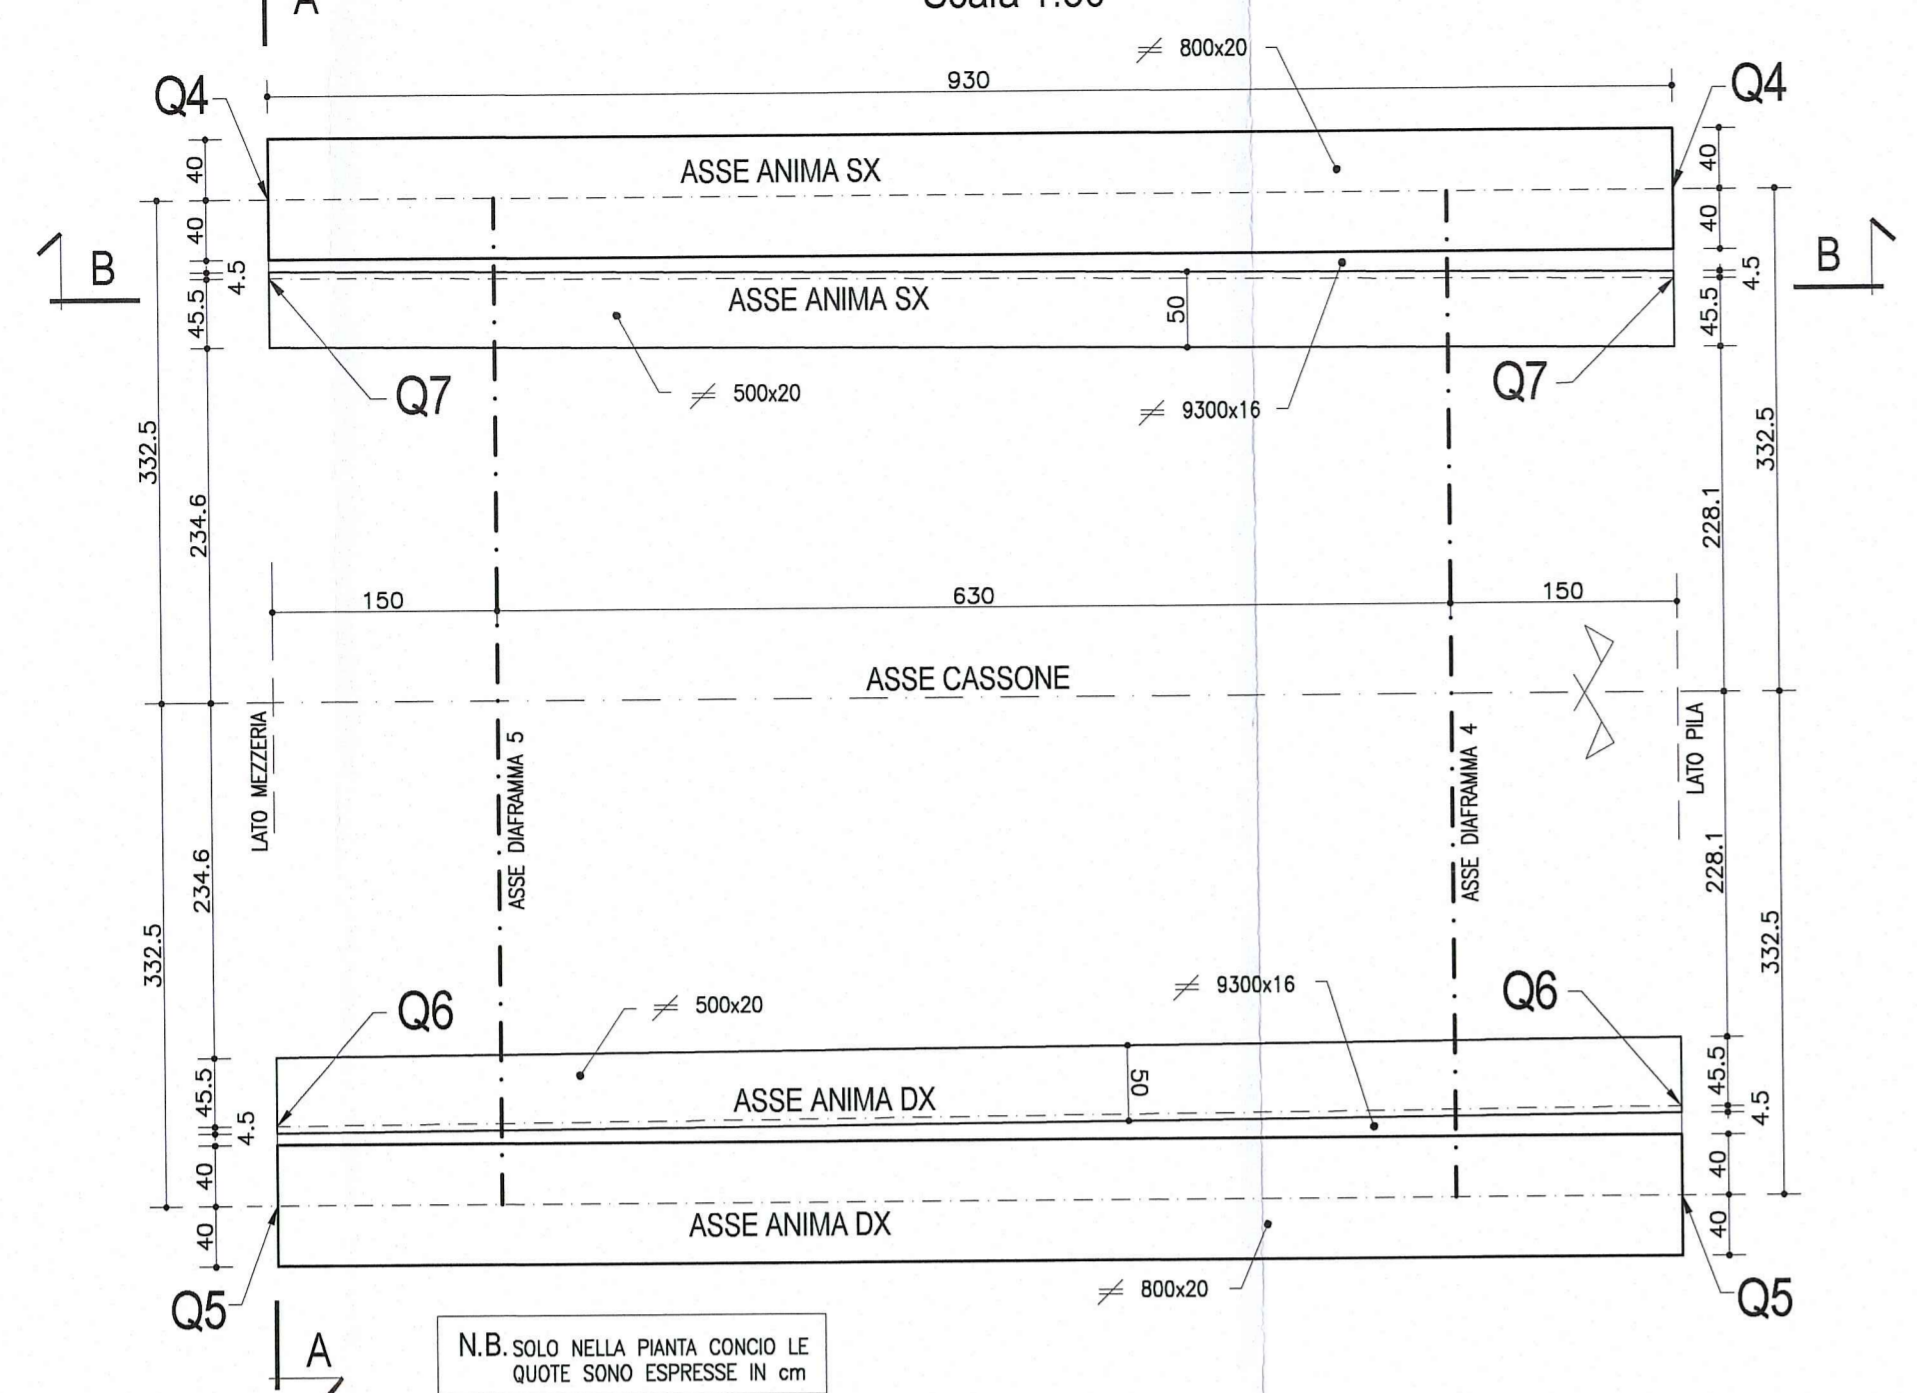 A
800x20
930
Q4
Q4
40
ASSE ANIMA SX
40
40
40
B
B
4.5
4.5
45.5
ASSE ANIMA SX
50
45.5
Q7
500x20
9300x16
Q7
332.5
332.5
234.6
228.1
150
630
150
ASSE CASSONE
LATO MEZZERIA
ASSE DIAFRAMMA 5
ASSE DIAFRAMMA 4
LATO PILA
234.6
228.1
332.5
332.5
Q6
500x20
9300x16
Q6
45.5
ASSE ANIMA DX
50
45.5
4.5
4.5
40
40
40
ASSE ANIMA DX
40
Q5
800x20
Q5
A
N.B. SOLO NELLA PIANTA CONCIO LE
QUOTE SONO ESPRESSE IN cm